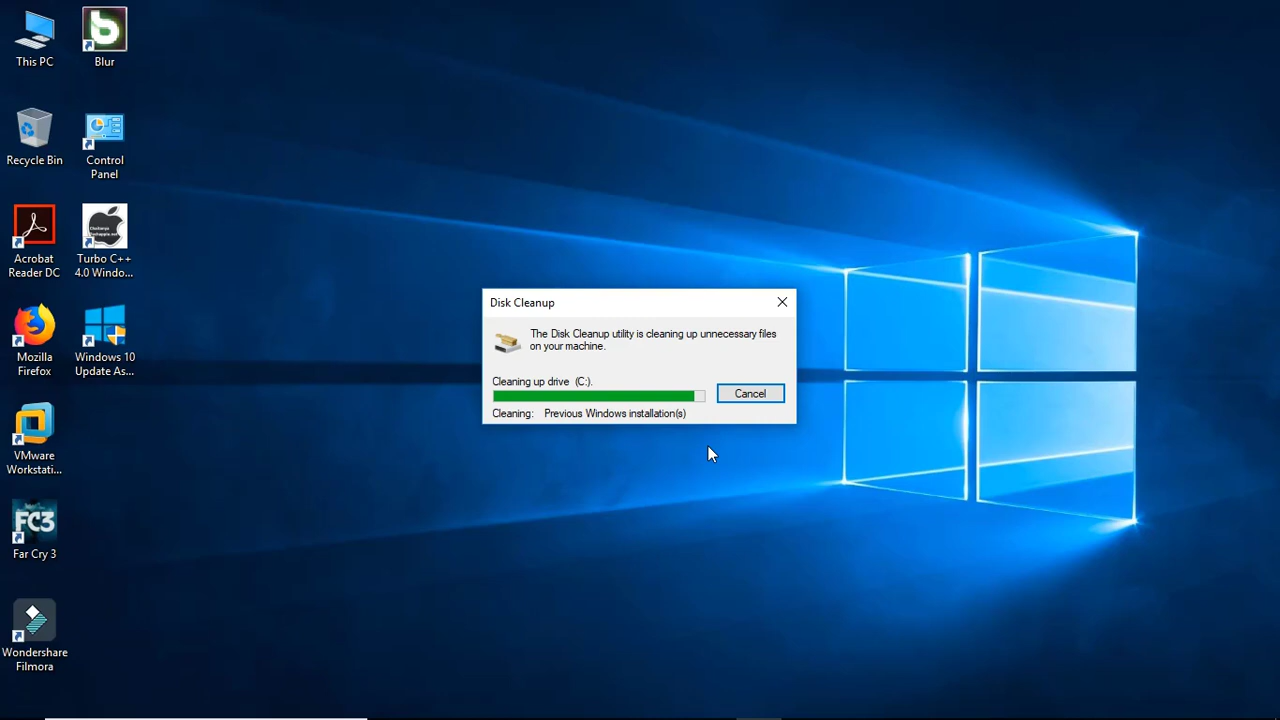 This PC
Blur
Recycle Bin
Control
Panel
Acrobat
Reader DC
Turbo C++
4.0 Windo...
Mozilla
Firefox
Windows 10
Update As...
VMware
Workstati...
FC3
Far Cry 3
Wondershare
Filmora
Disk Cleanup
The Disk Cleanup utility is cleaning up unnecessary files
on your machine.
Cleaning up drive (C:).
Cancel
Cleaning: Previous Windows installation(s)